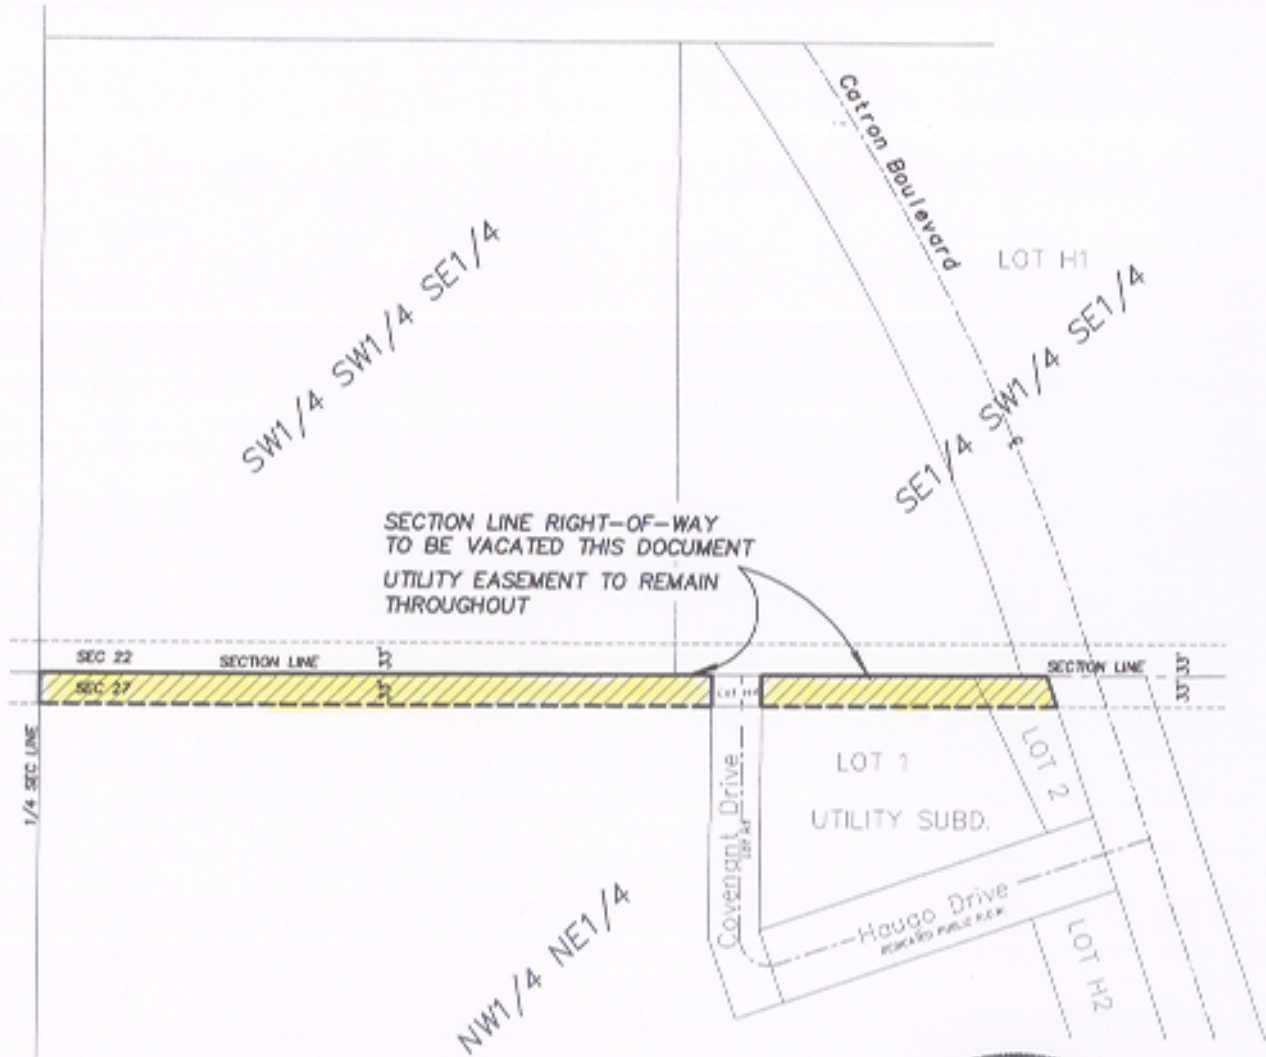 Catron Boulevard
LOT H1
SW1/4 SW1/4 SE1/4
SE1/4 SW1/4 SE1/4
SECTION LINE RIGHT-OF-WAY
TO BE VACATED THIS DOCUMENT
UTILITY EASEMENT TO REMAIN
THROUGHOUT
SEC 22
SECTION LINE
33'
SECTION LINE
33'
SEC 27
33'
Lot
33'
1/4 SEC LINE
LOT 1
UTILITY SUBD.
LOT 2
Covenant Drive
Haugo Drive
DEDICATED PUBLIC R.O.W.
LOT H2
NW1/4 NE1/4